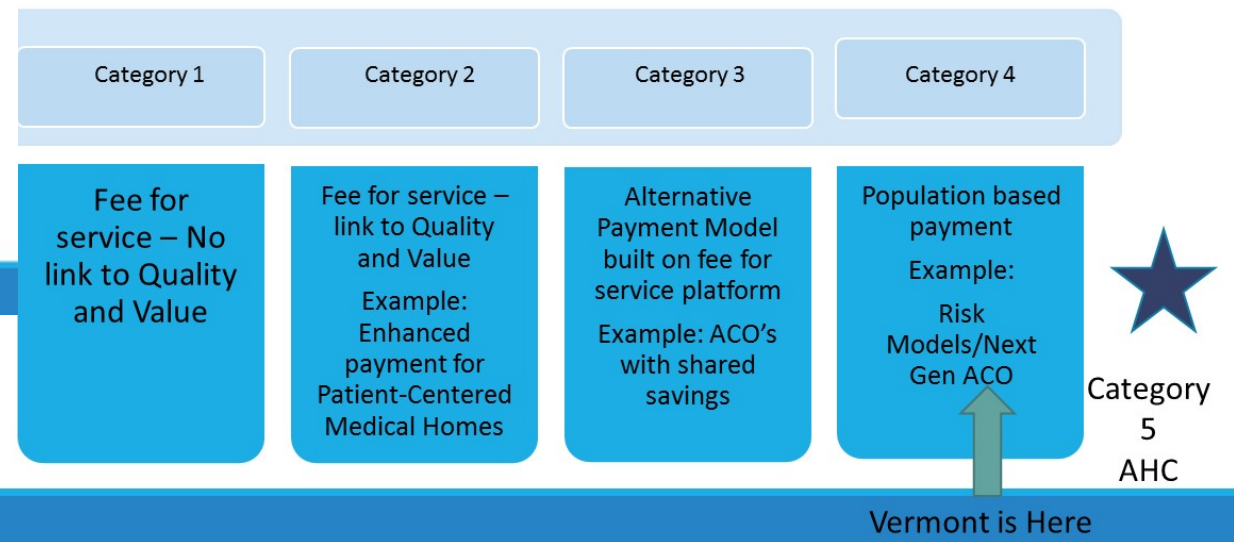 Category 1
Category 2
Category 3
Category 4
Fee for
service – No
link to Quality
and Value
Fee for service –
link to Quality
and Value
Example:
Enhanced
payment for
Patient-Centered
Medical Homes
Alternative
Payment Model
built on fee for
service platform
Example: ACO’s
with shared
savings
Population based
payment
Example:
Risk
Models/Next
Gen ACO
Category
5
AHC
Vermont is Here